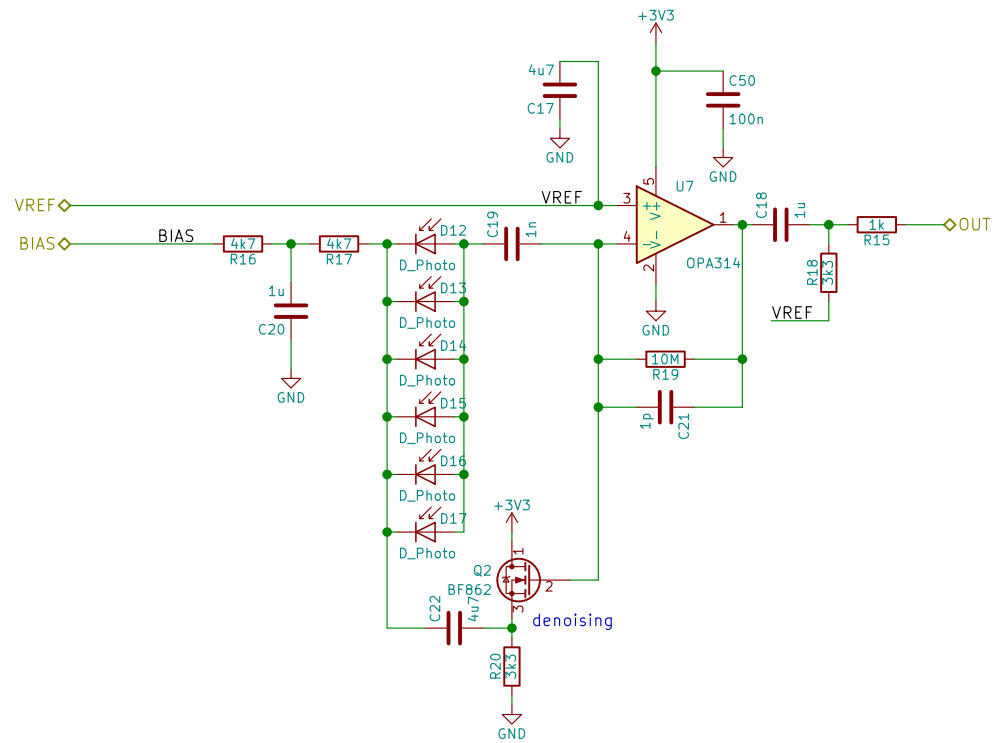 +3V3
4u7
C17
GND
C50
100n
GND
VREF
VREF
3
5
U7
++
V+
1
C18
1u
OUT
BIAS
BIAS
4k7
R16
4k7
R17
D12
D_Photo
C19
1n
4
V-
2
OPA314
GND
1k
R15
R18
3k3
VREF
1u
C20
GND
D13
D_Photo
D14
D_Photo
10M
R19
D15
D_Photo
1p
C21
D16
D_Photo
D17
D_Photo
+3V3
1
Q2
BF862
2
3
denoising
C22
4u7
R20
3k3
GND